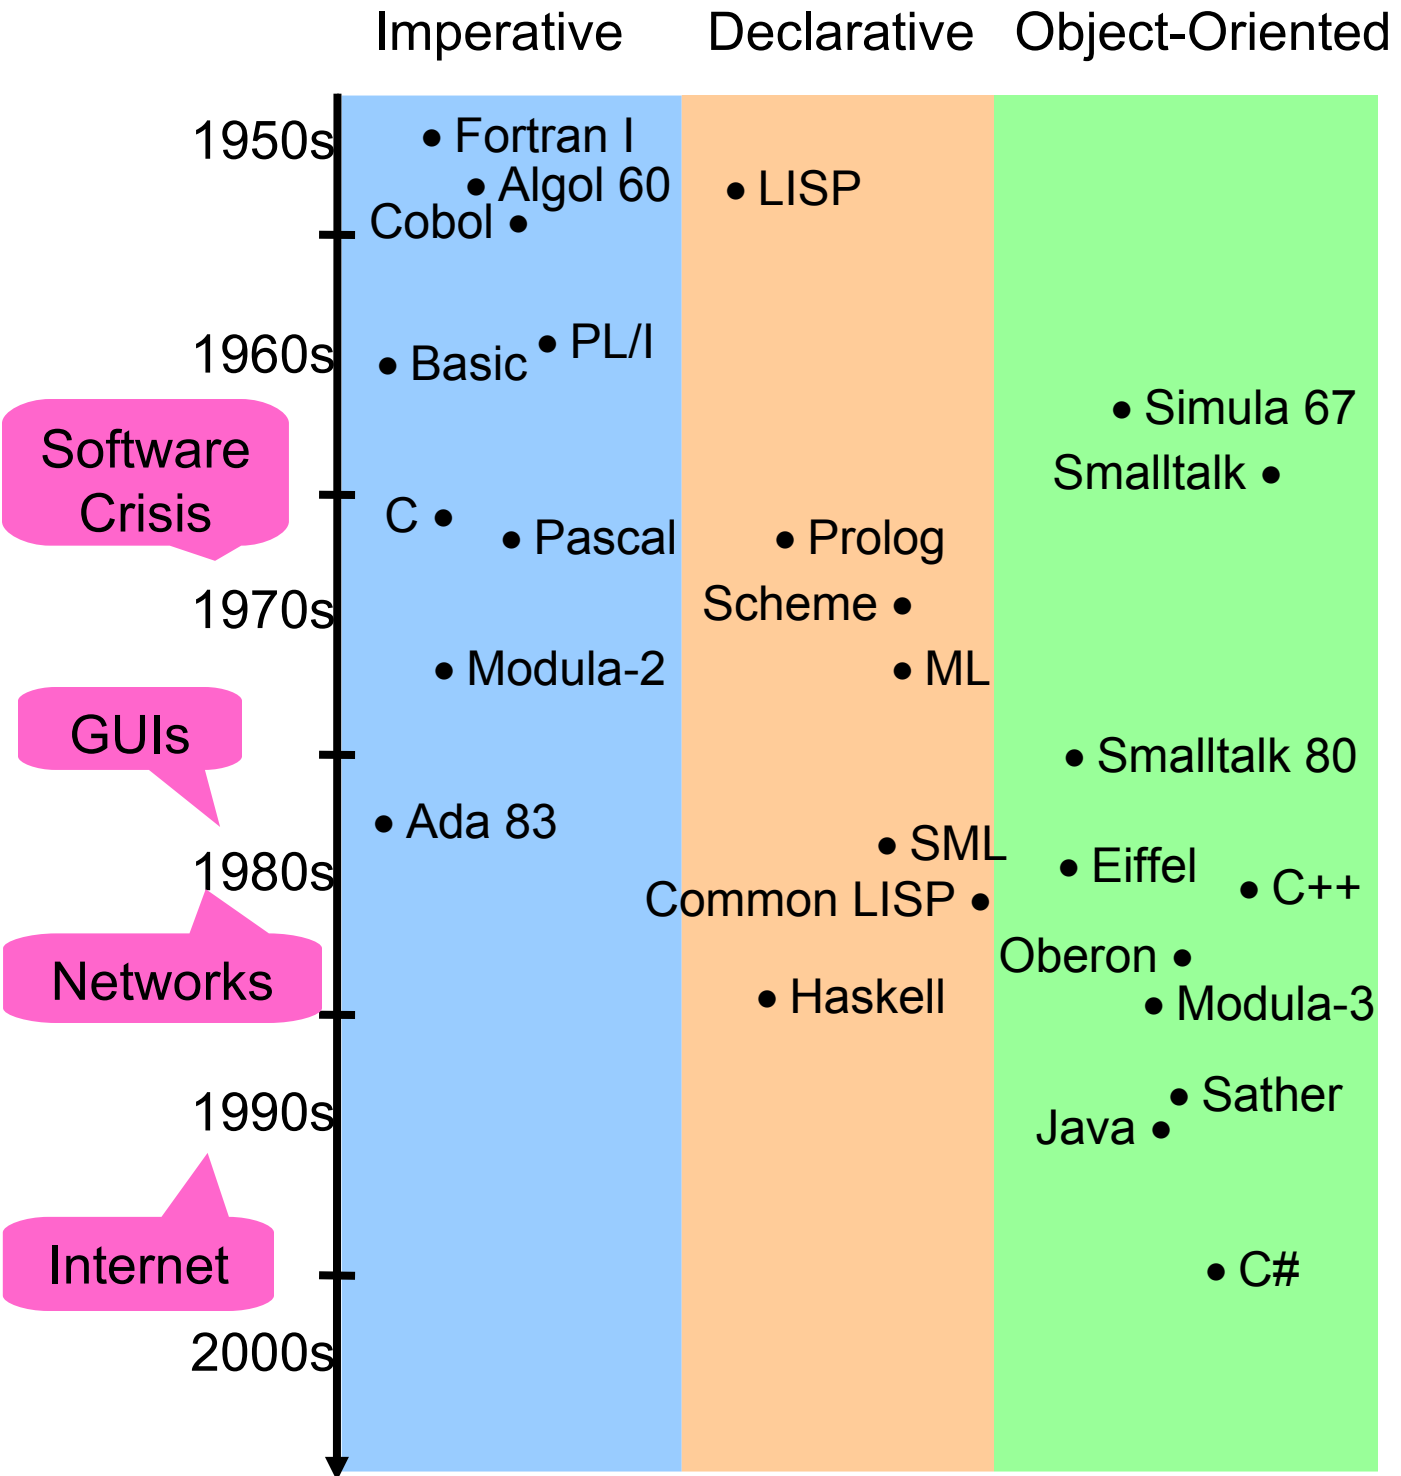 Imperative
Declarative
Object-Oriented
1950s
Fortran I
Algol 60
LISP
Cobol
1960s
PL/I
Basic
Simula 67
Software
Crisis
Smalltalk
C
Pascal
Prolog
1970s
Scheme
Modula-2
ML
GUIs
Smalltalk 80
Ada 83
SML
1980s
Eiffel
C++
Common LISP
Oberon
Networks
Haskell
Modula-3
1990s
Sather
Java
Internet
C#
2000s